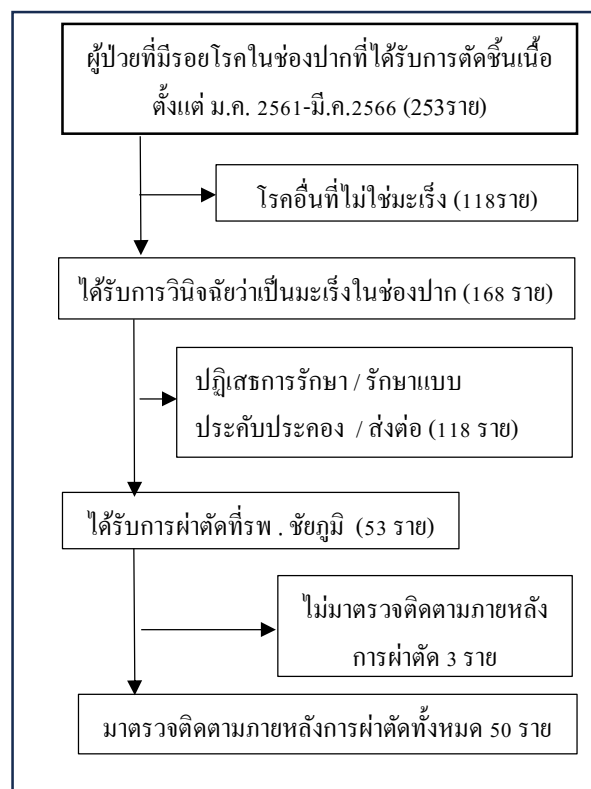 ผู้ป่วยที่มีรอยโรคในช่องปากที่ได้รับการตัดชิ้นเนื้อ
ตั้งแต่ ม.ค. 2561-มี.ค.2566 (253ราย)
โรคอื่นที่ไม่ใช่มะเร็ง (118ราย)
ได้รับการวินิจฉัยว่าเป็นมะเร็งในช่องปาก (168 ราย)
ปฏิเสธการรักษา / รักษาแบบ
ประคับประคอง / ส่งต่อ (118 ราย)
ได้รับการผ่าตัดที่รพ . ชัยภูมิ (53 ราย)
ไม่มาตรวจติดตามภายหลัง
การผ่าตัด 3 ราย
มาตรวจติดตามภายหลังการผ่าตัดทั้งหมด 50 ราย